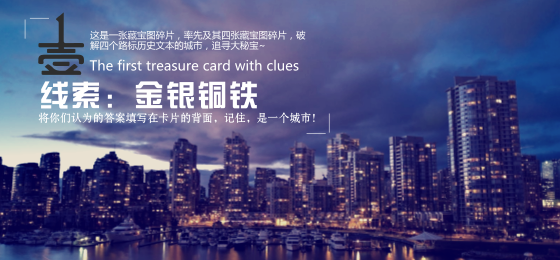 1
壹
这是一张藏宝图碎片，率先及其四张藏宝图碎片，破
解四个路标历史文本的城市，追寻大秘宝~
The first treasure card with clues
线索：金银铜铁
将你们认为的答案填写在卡片的背面，记住，是一个城市！